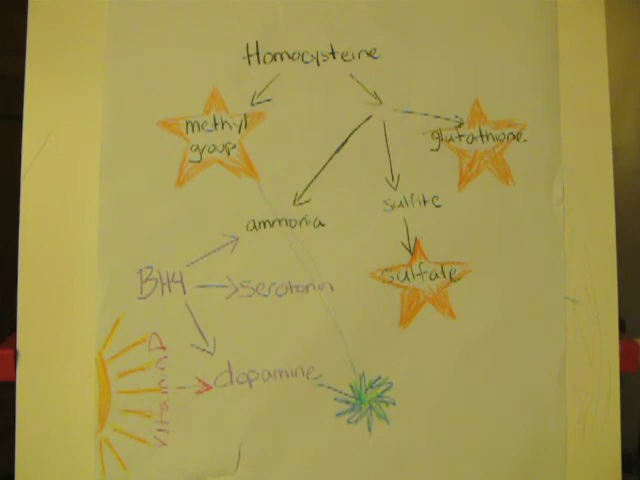 Homocysteine
methyl
group
glutathione
sulfite
ammonia
sulfate
BH4
serotonin
vitamin D
dopamine